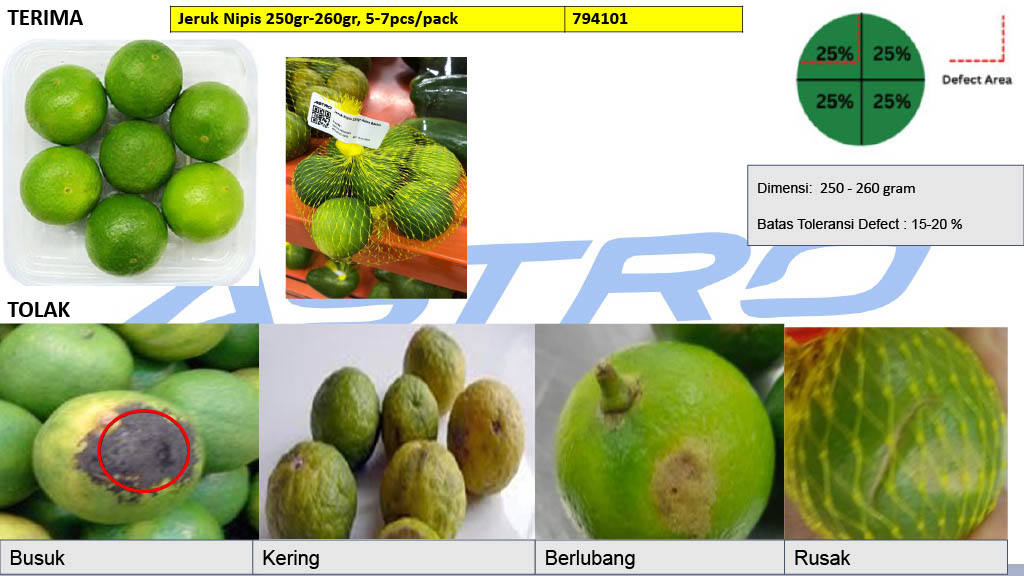 TERIMA
Jeruk Nipis 250gr-260gr, 5-7pcs/pack
794101
25% 25%
25% 25%
Defect Area
ASTRO
Dimensi: 250 - 260 gram
Batas Toleransi Defect : 15-20 %
ASTRO
TOLAK
Busuk
Kering
Berlubang
Rusak